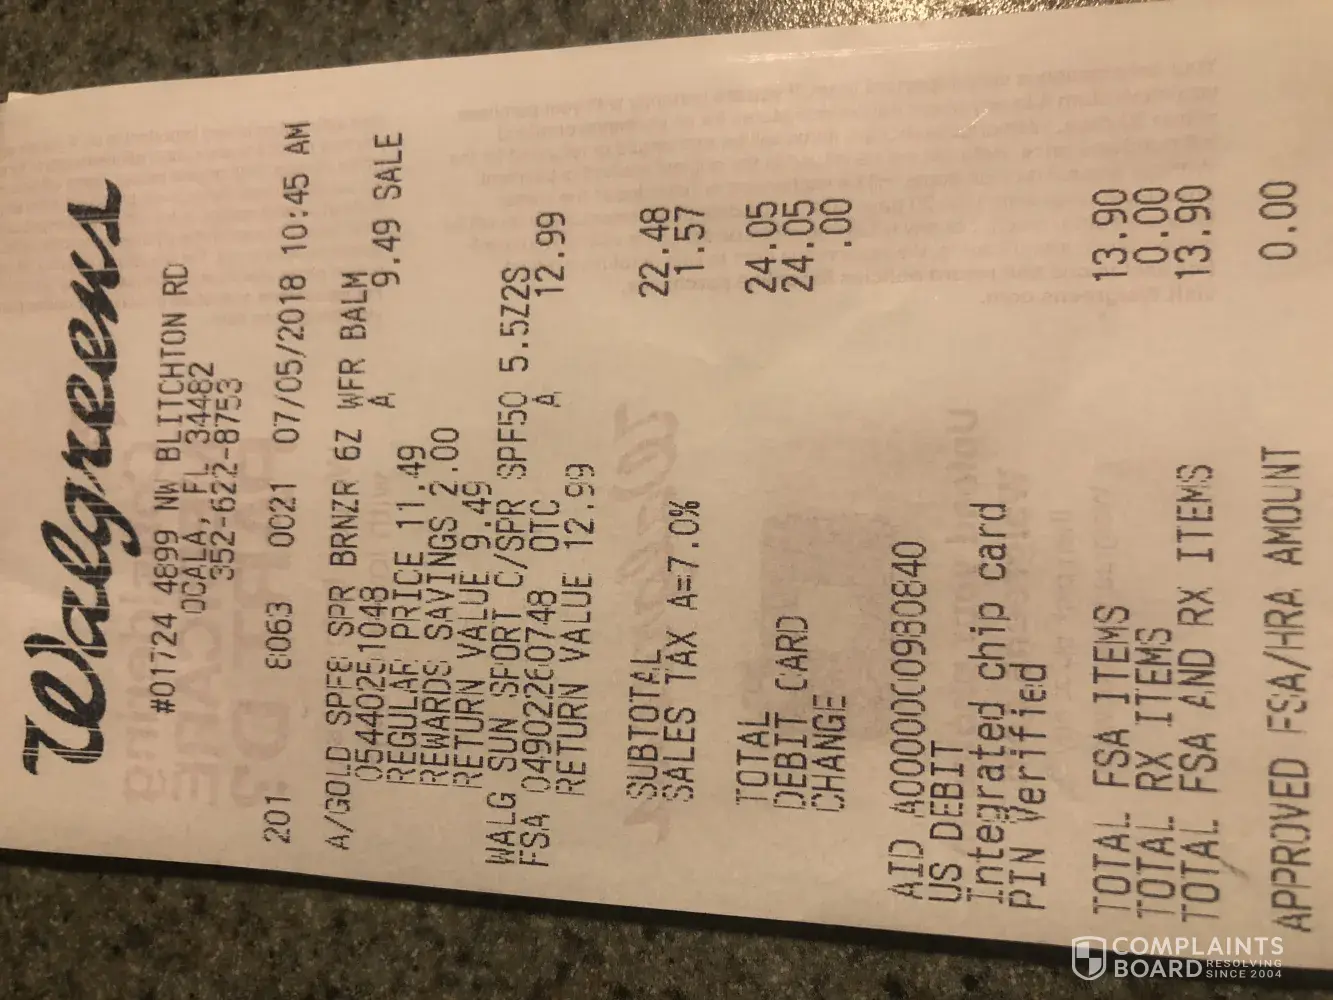 Walgreens
#01724 4899 NW BLITCHTON RD
OCALA, FL 34482
352-622-8753
201 8063 0021 07/05/2018 10:45 AM
A/GOLD SPFE SPR BRNZR 6Z WFR BALM
05440251048 A 9.49 SALE
REGULAR PRICE 11.49
REWARDS SAVINGS 2.00
RETURN VALUE 9.49
WALG SUN SPORT C/SPR SPF50 5.5Z2S
FSA 04902260748 OTC A 12.99
RETURN VALUE 12.99
SUBTOTAL 22.48
SALES TAX A=7.0% 1.57
TOTAL 24.05
DEBIT CARD 24.05
CHANGE .00
AID A0000000980840
US DEBIT
Integrated chip card
PIN Verified
TOTAL FSA ITEMS 13.90
TOTAL RX ITEMS 0.00
TOTAL FSA AND RX ITEMS 13.90
APPROVED FSA/HRA AMOUNT 0.00
COMPLAINTS
BOARD RESOLVING
SINCE 2004